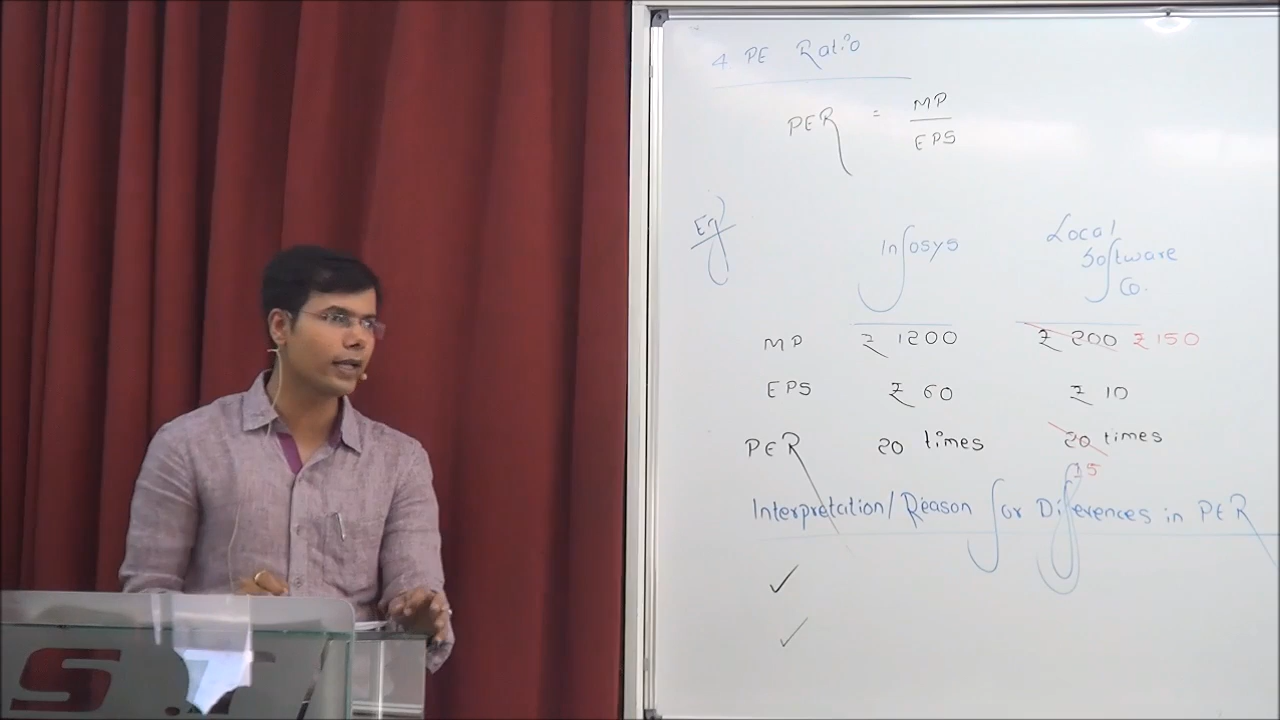 4. PE Ratio
PER = MP
EPS
Eg
Infosys
Local
Software
Co.
MP ₹ 1200 ₹ 200 ₹ 150
EPS ₹ 60 ₹ 10
PER 20 times 20 times
15
Interpretation/Reason for Differences in PER